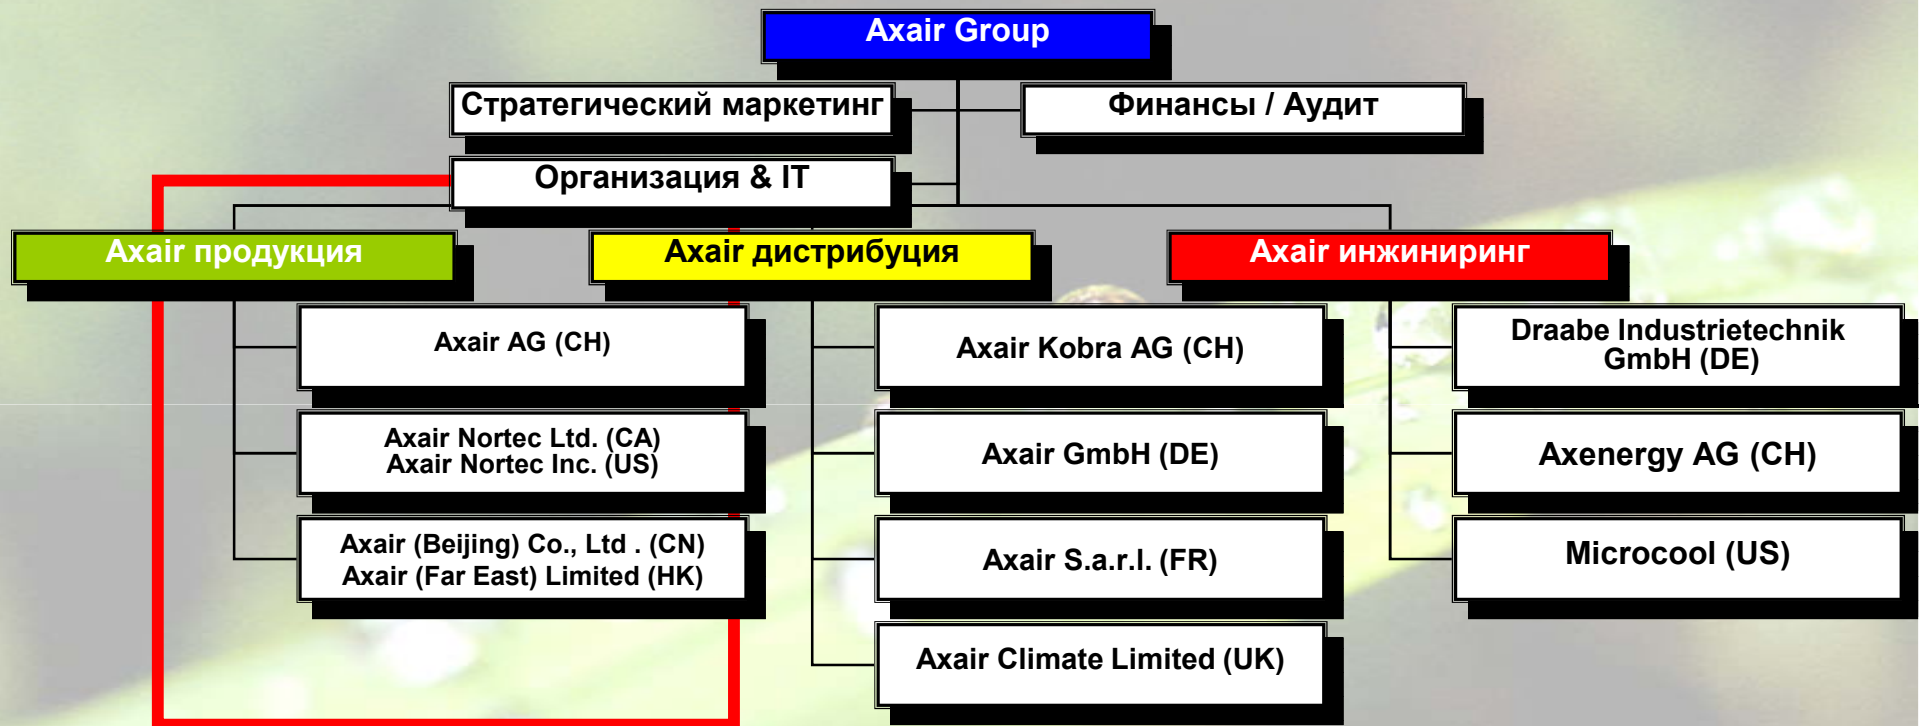 Axair Group
Стратегический маркетинг
Финансы / Аудит
Организация & IT
Axair продукция
Axair дистрибуция
Axair инжиниринг
Axair AG (CH)
Axair Nortec Ltd. (CA)
Axair Nortec Inc. (US)
Axair (Beijing) Co., Ltd . (CN)
Axair (Far East) Limited (HK)
Axair Kobra AG (CH)
Axair GmbH (DE)
Axair S.a.r.l. (FR)
Axair Climate Limited (UK)
Draabe Industrietechnik
GmbH (DE)
Axenergy AG (CH)
Microcool (US)